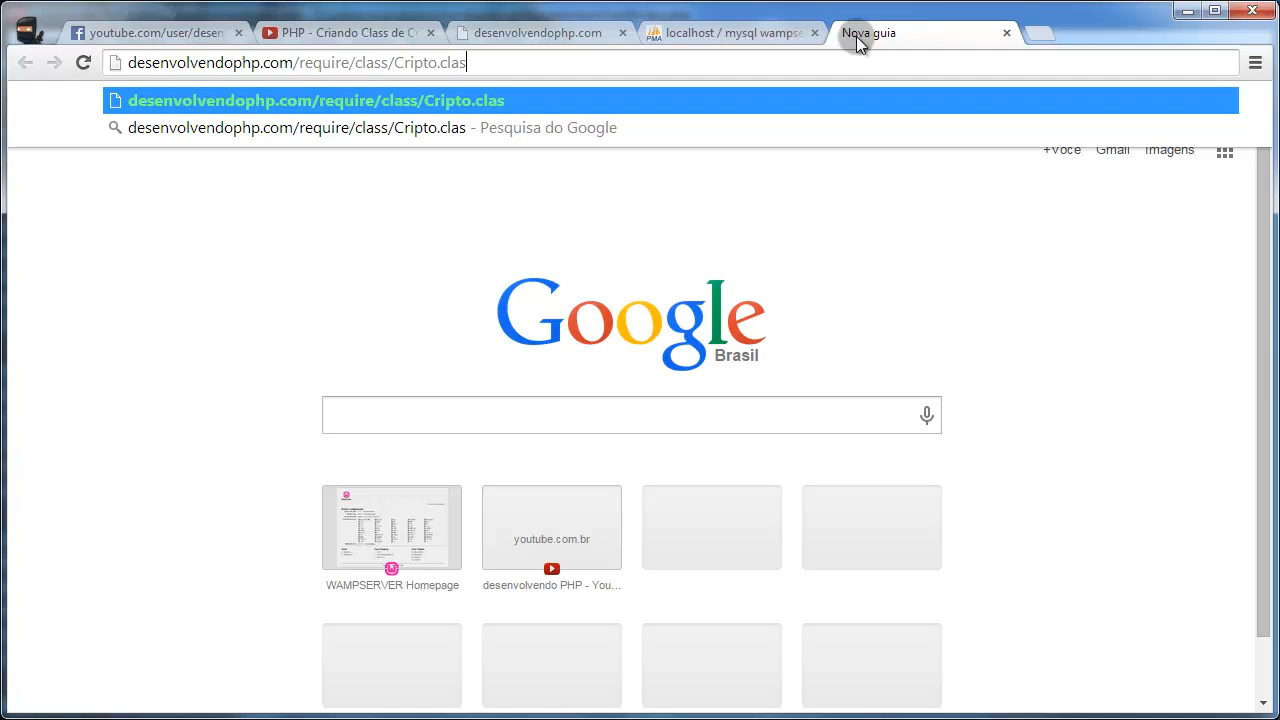 youtube.com/user/desen
PHP - Criando Class de C
desenvolvendophp.com
localhost / mysql wampse
Nova guia
desenvolvendophp.com/require/class/Cripto.clas
desenvolvendophp.com/require/class/Cripto.clas
desenvolvendophp.com/require/class/Cripto.clas - Pesquisa do Google
+Você Gmail Imagens
Google
Brasil
youtube.com.br
WAMPSERVER Homepage
desenvolvendo PHP - You...